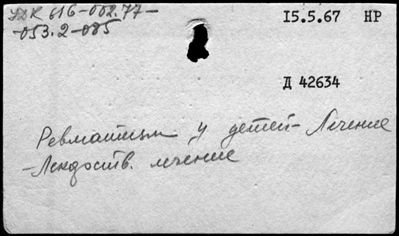 УДК 616-002.77-
-053.2-085
15.5.67 НР
Д 42634
Ревматизм у детей - Лечение
- Лекарств. лечение